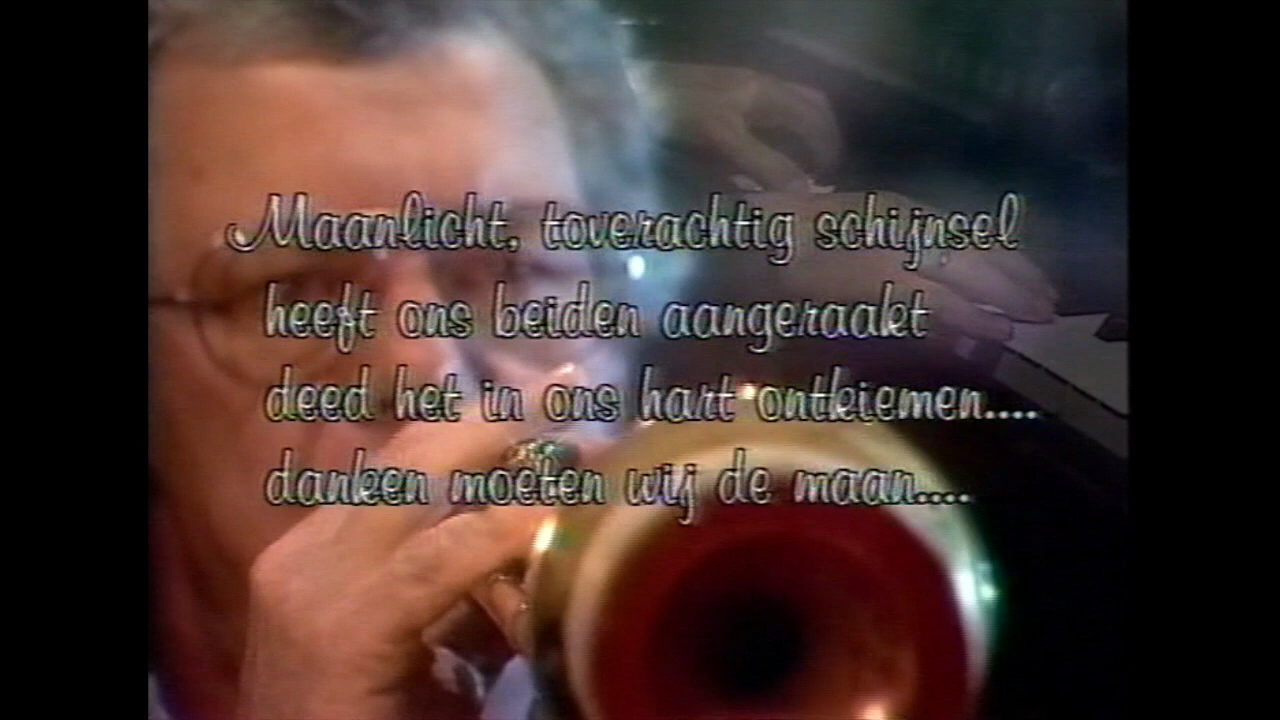 Maanlicht, toverachtig schijnsel
heeft ons beiden aangeraakt
deed het in ons hart ontkiemen....
danken moeten wij de maan....